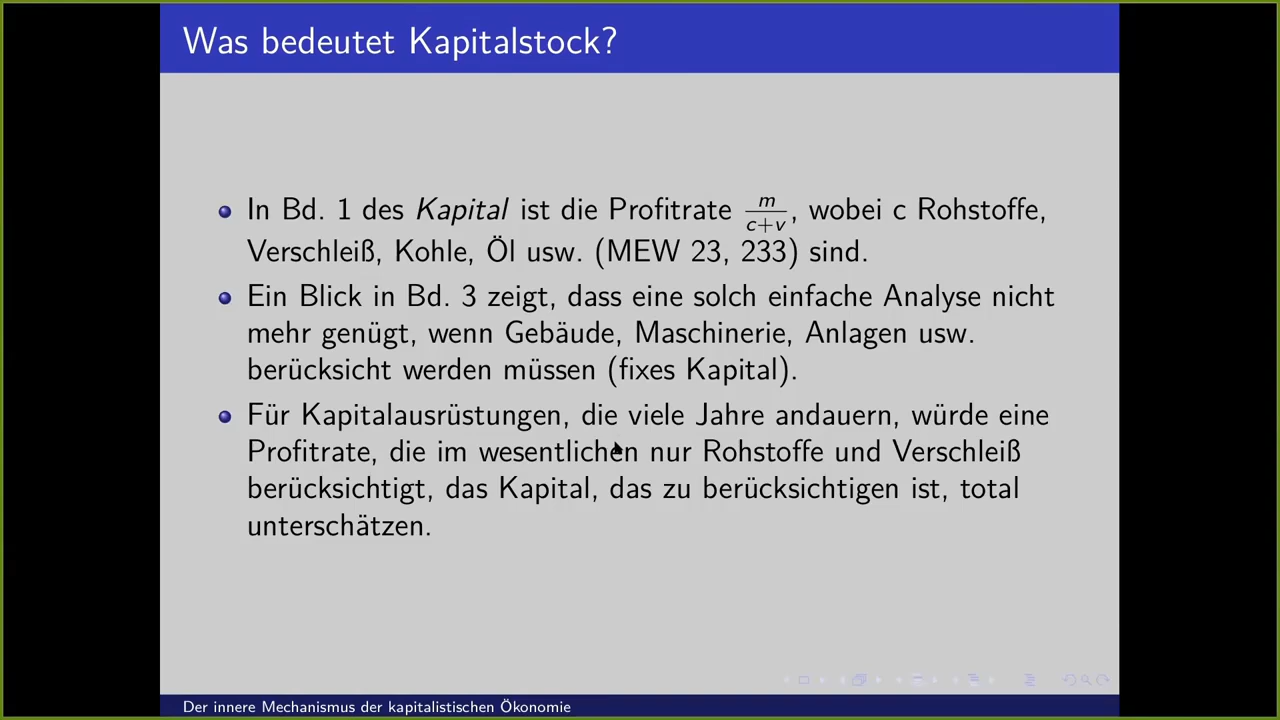 Was bedeutet Kapitalstock?
In Bd. 1 des Kapital ist die Profitrate m/(c+v), wobei c Rohstoffe,
Verschleiß, Kohle, Öl usw. (MEW 23, 233) sind.
Ein Blick in Bd. 3 zeigt, dass eine solch einfache Analyse nicht
mehr genügt, wenn Gebäude, Maschinerie, Anlagen usw.
berücksicht werden müssen (fixes Kapital).
Für Kapitalausrüstungen, die viele Jahre andauern, würde eine
Profitrate, die im wesentlichen nur Rohstoffe und Verschleiß
berücksichtigt, das Kapital, das zu berücksichtigen ist, total
unterschätzen.
Der innere Mechanismus der kapitalistischen Ökonomie